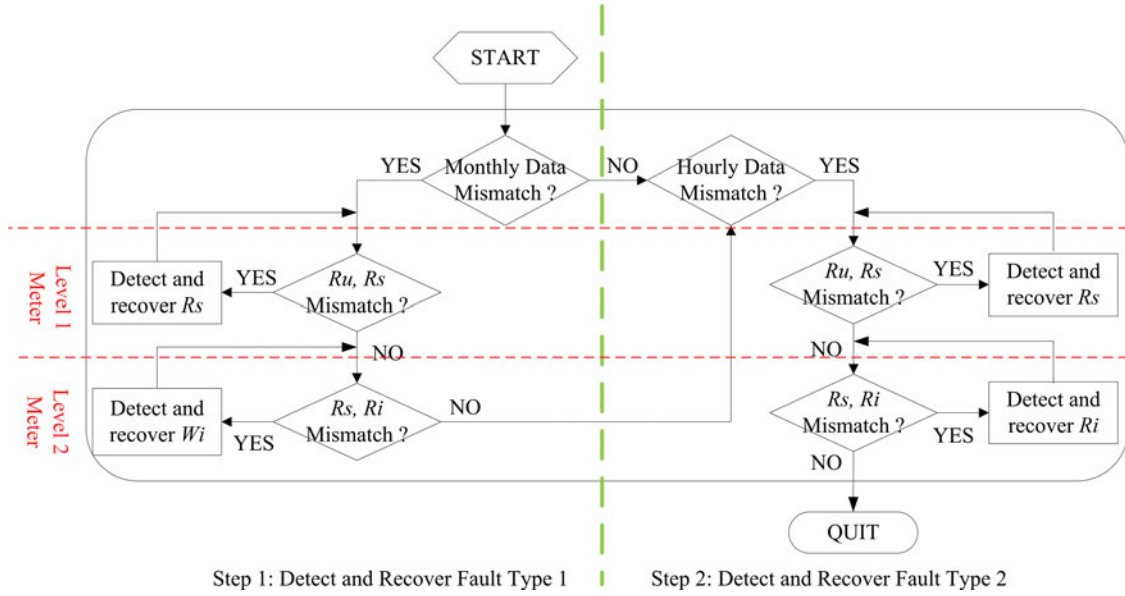 START
YES
Monthly Data
Mismatch ?
NO
Hourly Data
Mismatch ?
YES
Level 1
Meter
Detect and
recover Rs
YES
Ru, Rs
Mismatch ?
NO
Ru, Rs
Mismatch ?
YES
Detect and
recover Rs
NO
Level 2
Meter
Detect and
recover Wi
YES
Rs, Ri
Mismatch ?
NO
Rs, Ri
Mismatch ?
YES
Detect and
recover Ri
NO
QUIT
Step 1: Detect and Recover Fault Type 1
Step 2: Detect and Recover Fault Type 2